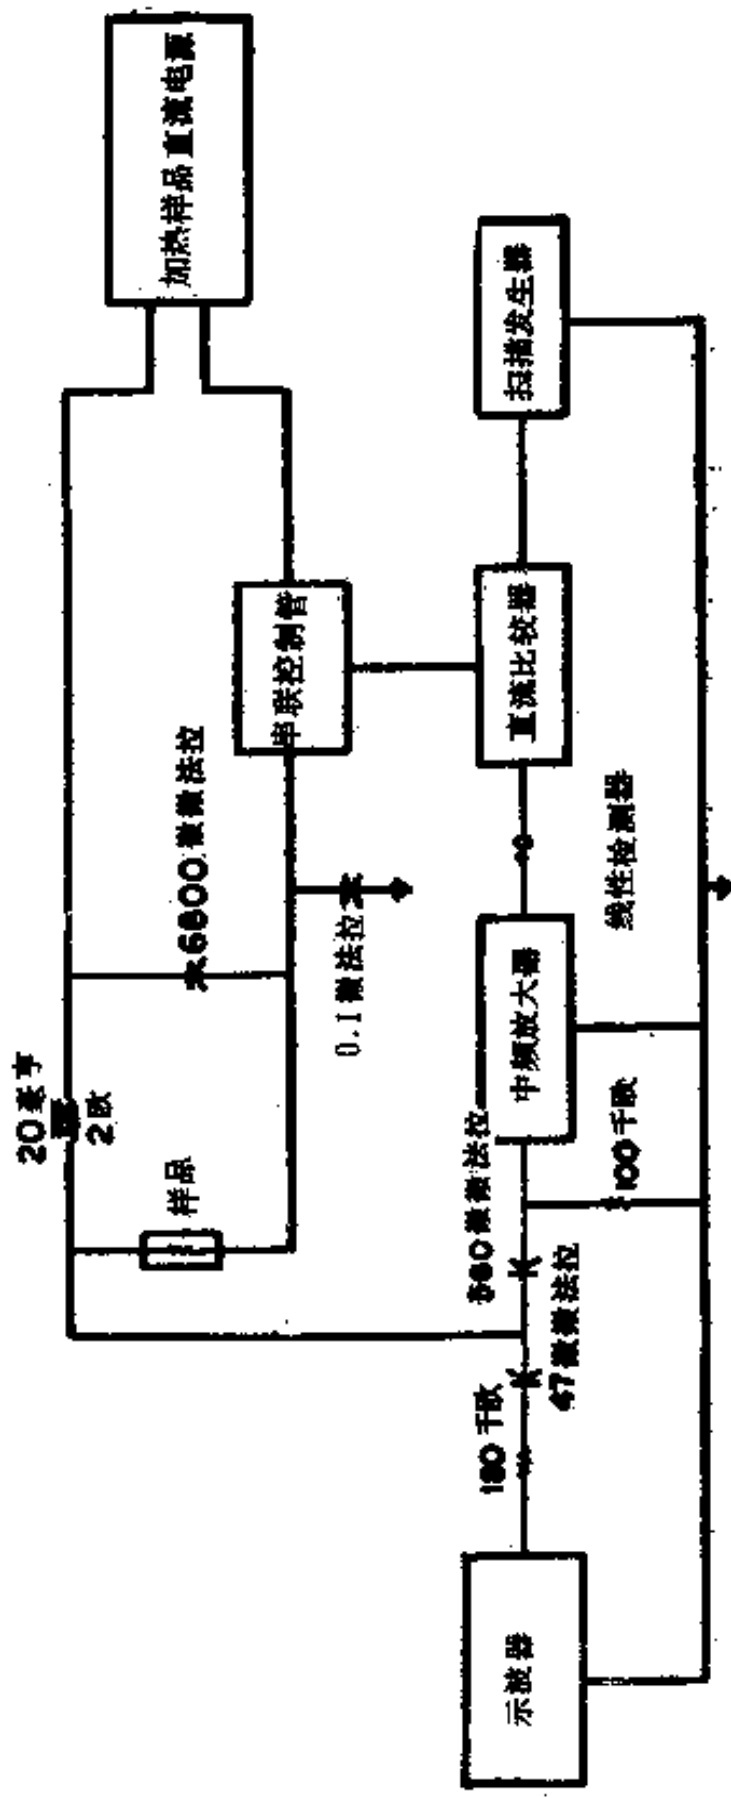 加热样品直流电源
扫描发生器
串联控制管
直流比较器
6800微微法拉
0.1微法拉
线性检测器
中频放大器
20毫亨
2欧
样品
560微微法拉
100千欧
47微微法拉
180千欧
示波器